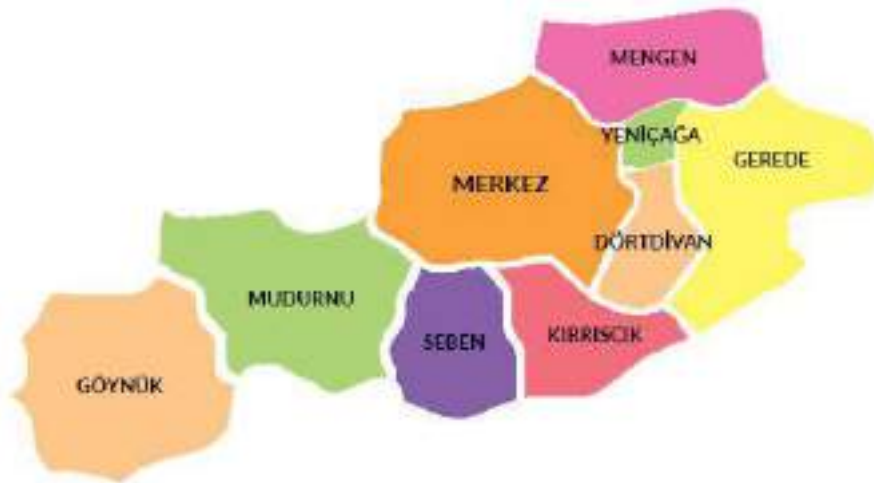 MENGEN
YENİÇAĞA
GEREDE
MERKEZ
DÖRTDİVAN
MUDURNU
SEBEN
KIBRISCIK
GÖYNÜK